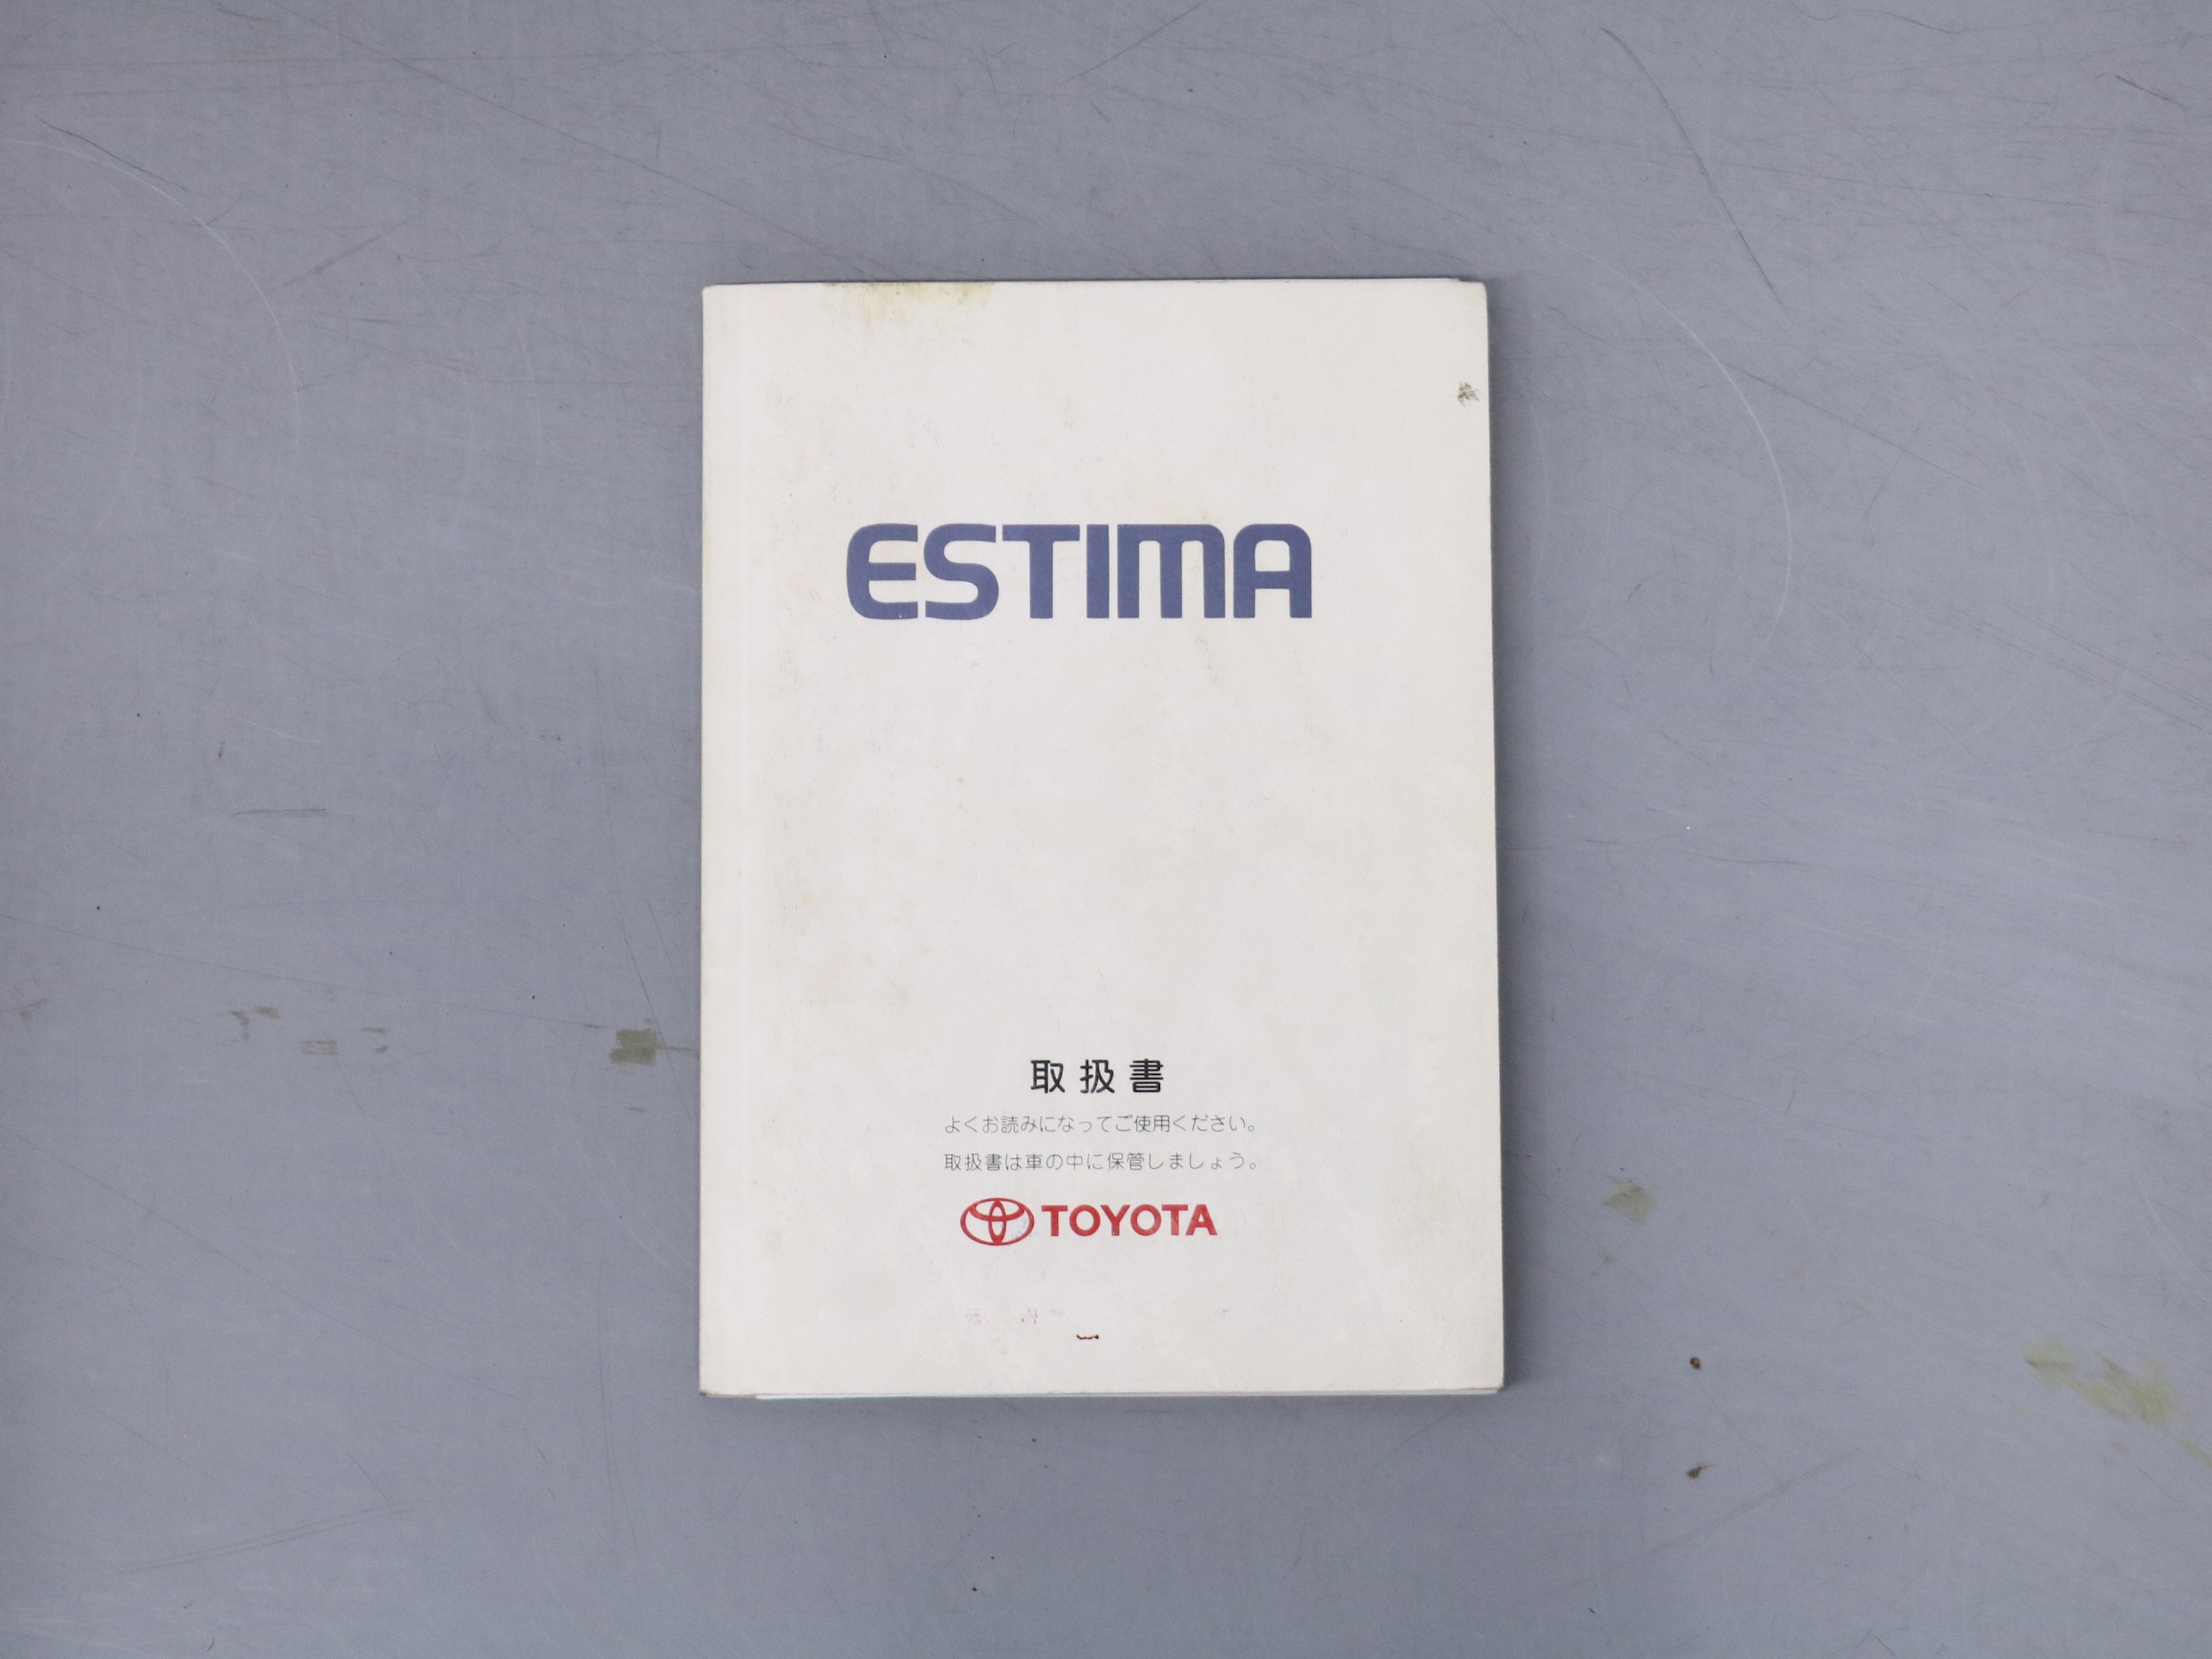 ESTIMA
取扱書
よくお読みになってご使用ください。
取扱書は車の中に保管しましょう。
TOYOTA